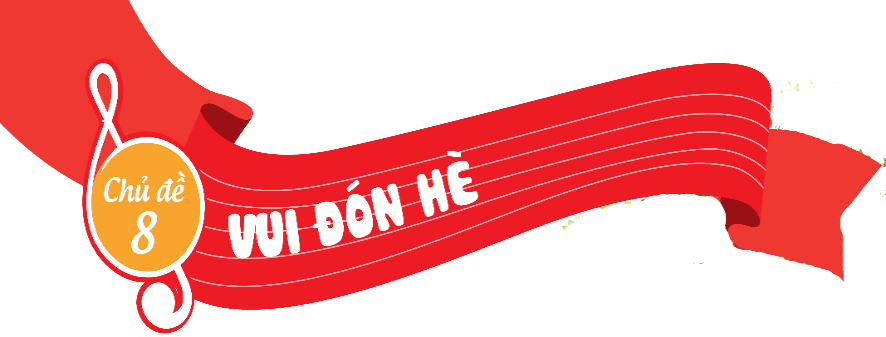 Chủ đề
8
VUI ĐÓN HÈ